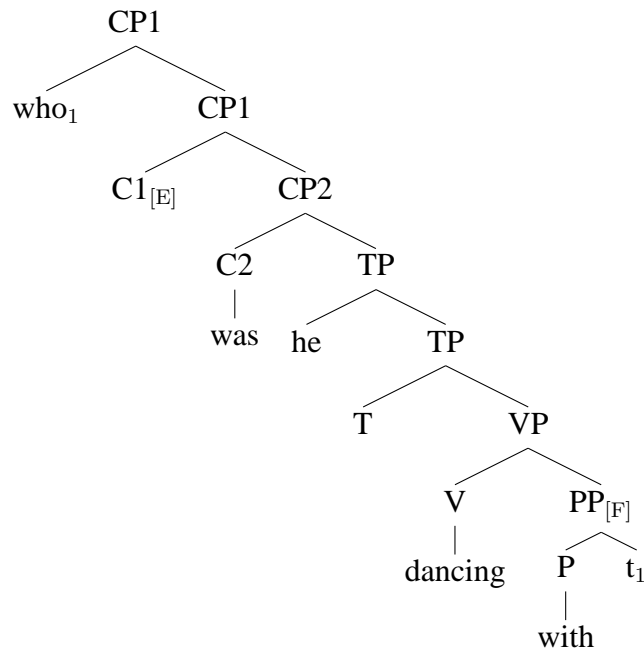 CP1
who₁ CP1
C1[E] CP2
C2 TP
was he TP
T VP
V PP[F]
dancing P t₁
with